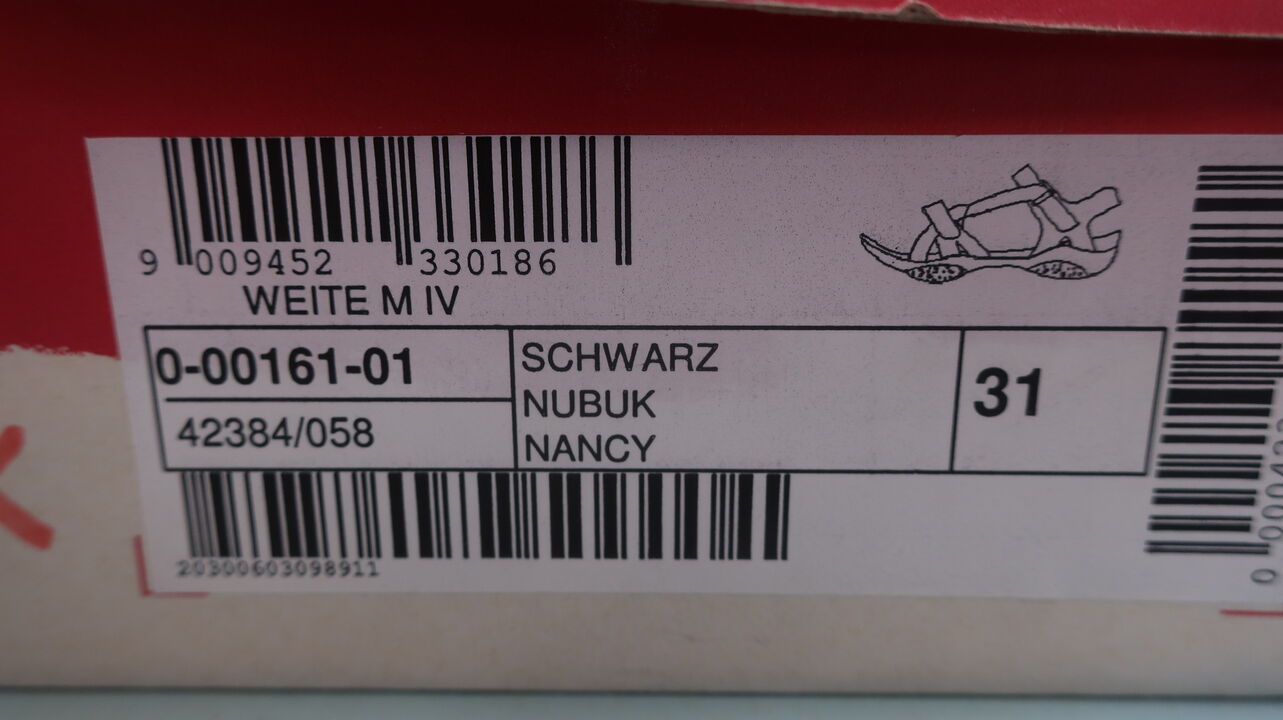 9 009452 330186
WEITE M IV
0-00161-01
42384/058
SCHWARZ
NUBUK
NANCY
31
20300603098911